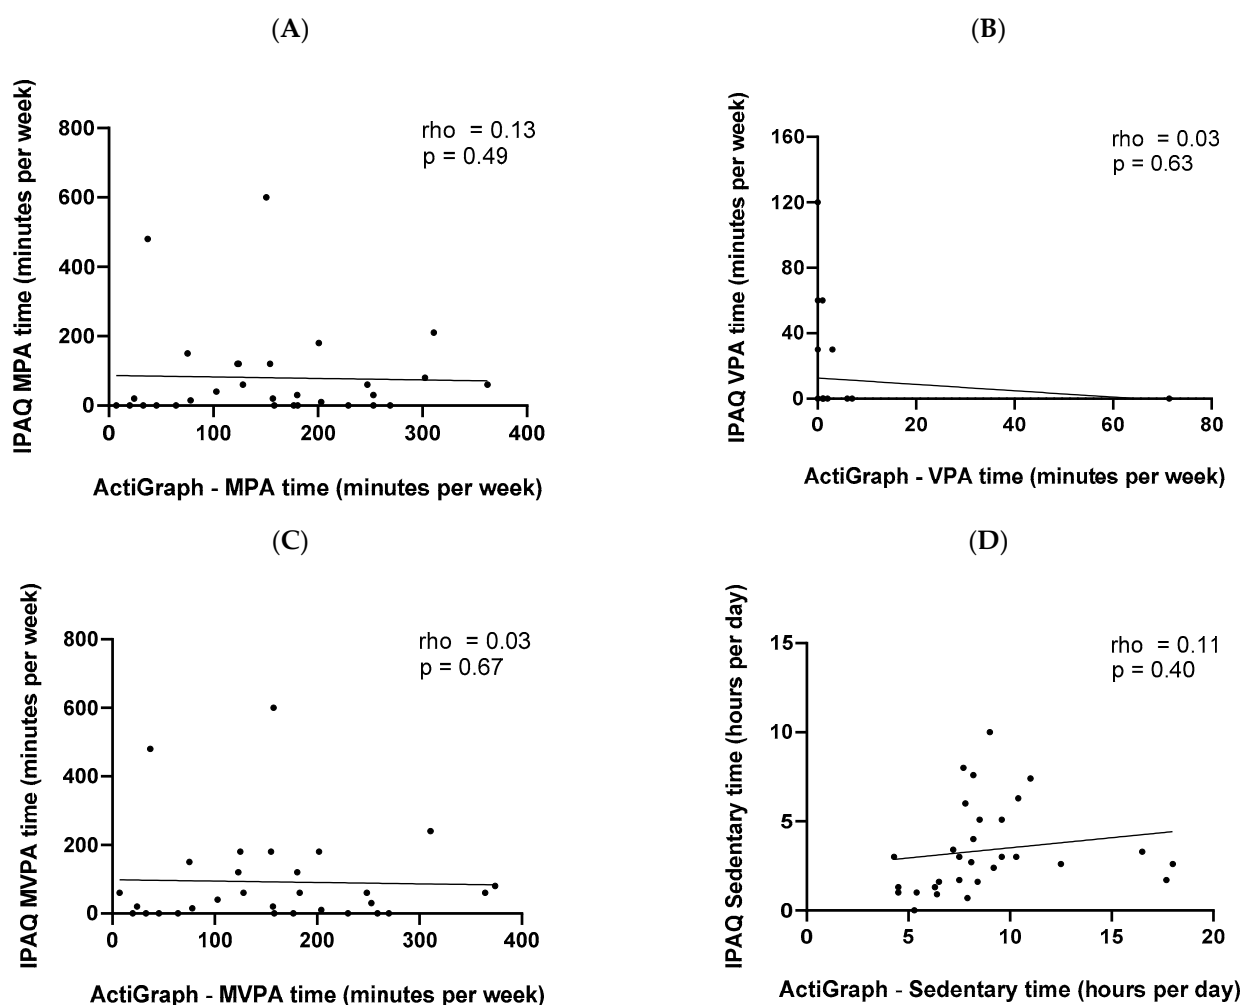 (A)
IPAQ MPA time (minutes per week)
800
600
400
200
0
rho = 0.13
p = 0.49
0 100 200 300 400
ActiGraph - MPA time (minutes per week)
(B)
IPAQ VPA time (minutes per week)
160
120
80
40
0
rho = 0.03
p = 0.63
0 20 40 60 80
ActiGraph - VPA time (minutes per week)
(C)
IPAQ MVPA time (minutes per week)
800
600
400
200
0
rho = 0.03
p = 0.67
0 100 200 300 400
ActiGraph - MVPA time (minutes per week)
(D)
IPAQ Sedentary time (hours per day)
15
10
5
0
rho = 0.11
p = 0.40
0 5 10 15 20
ActiGraph - Sedentary time (hours per day)